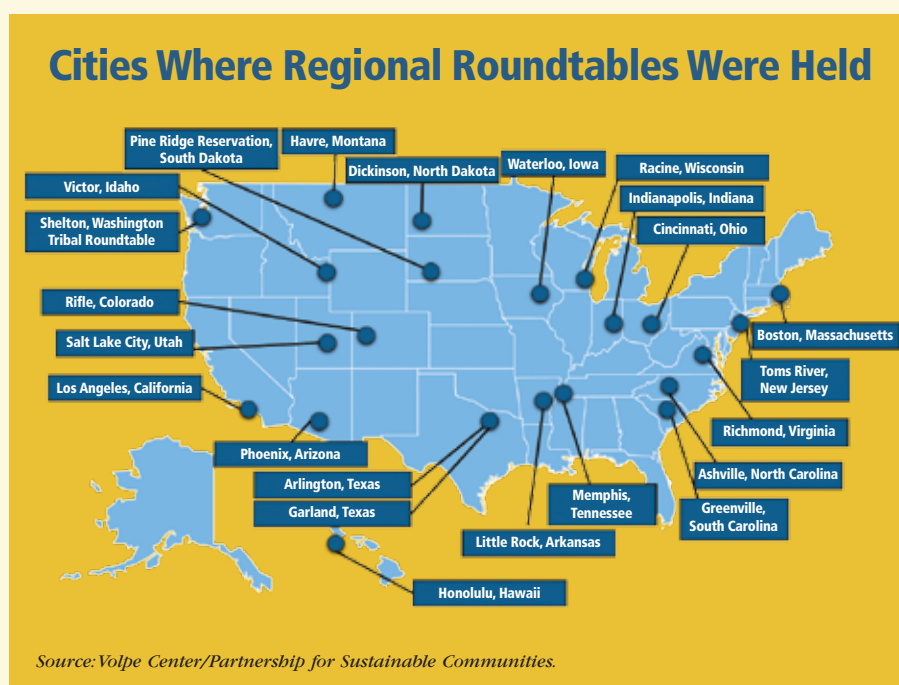 Cities Where Regional Roundtables Were Held
Pine Ridge Reservation,
South Dakota
Havre, Montana
Dickinson, North Dakota
Waterloo, Iowa
Racine, Wisconsin
Victor, Idaho
Indianapolis, Indiana
Shelton, Washington
Tribal Roundtable
Cincinnati, Ohio
Rifle, Colorado
Salt Lake City, Utah
Boston, Massachusetts
Toms River,
New Jersey
Los Angeles, California
Richmond, Virginia
Phoenix, Arizona
Ashville, North Carolina
Arlington, Texas
Garland, Texas
Memphis,
Tennessee
Greenville,
South Carolina
Little Rock, Arkansas
Honolulu, Hawaii
Source: Volpe Center/Partnership for Sustainable Communities.